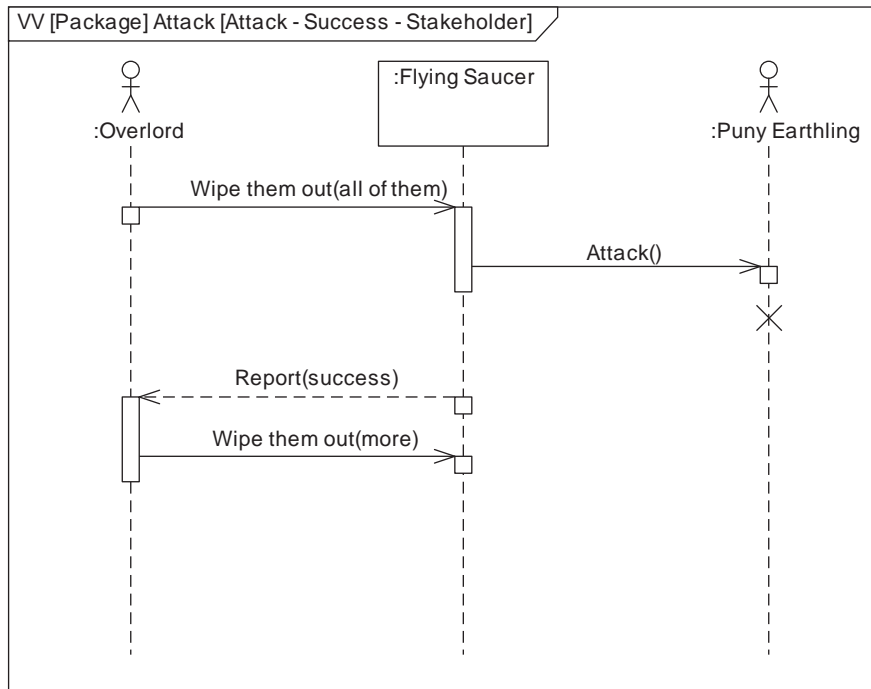 VV [Package] Attack [Attack - Success - Stakeholder]
:Flying Saucer
:Overlord
:Puny Earthling
Wipe them out(all of them)
Attack()
Report(success)
Wipe them out(more)